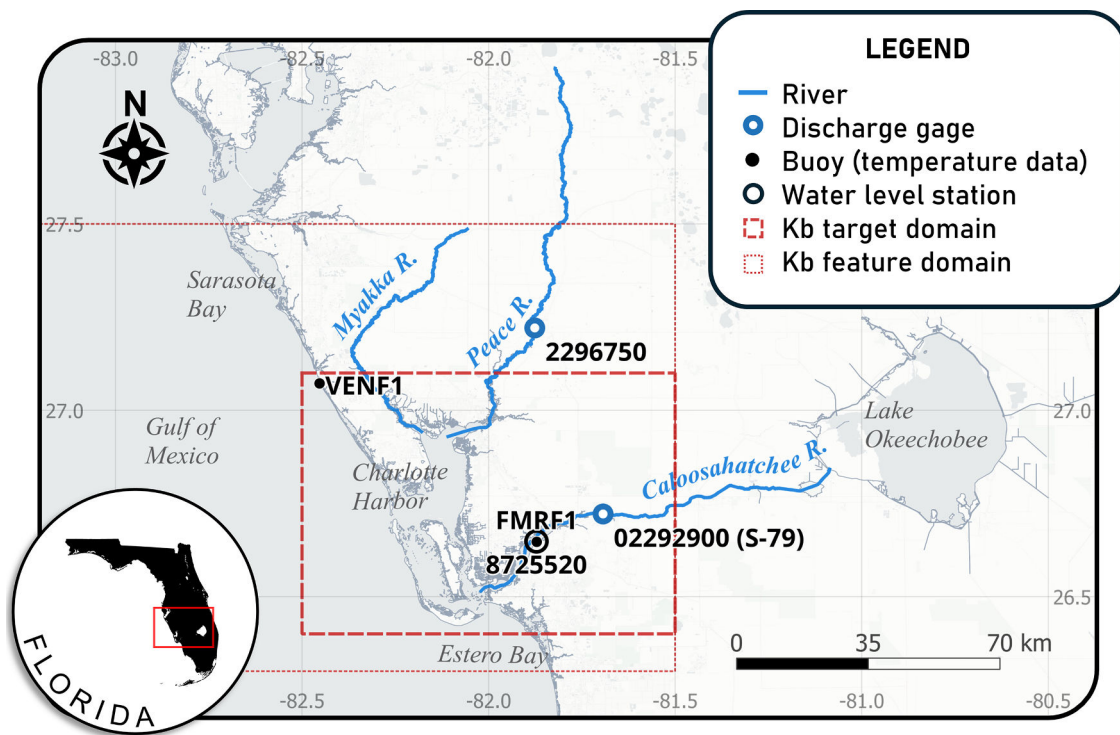 -83.0
-82.5
-82.0
-81.5
LEGEND
River
Discharge gage
Buoy (temperature data)
Water level station
Kb target domain
Kb feature domain
N
27.5
Sarasota
Bay
Myakka R.
Peace R.
2296750
VENF1
27.0
27.0
Gulf of
Mexico
Lake
Okeechobee
Charlotte
Harbor
Caloosahatchee R.
FMRF1
02292900 (S-79)
8725520
26.5
Estero Bay
0
35
70 km
-82.5
-82.0
-81.5
-81.0
-80.5
FLORIDA